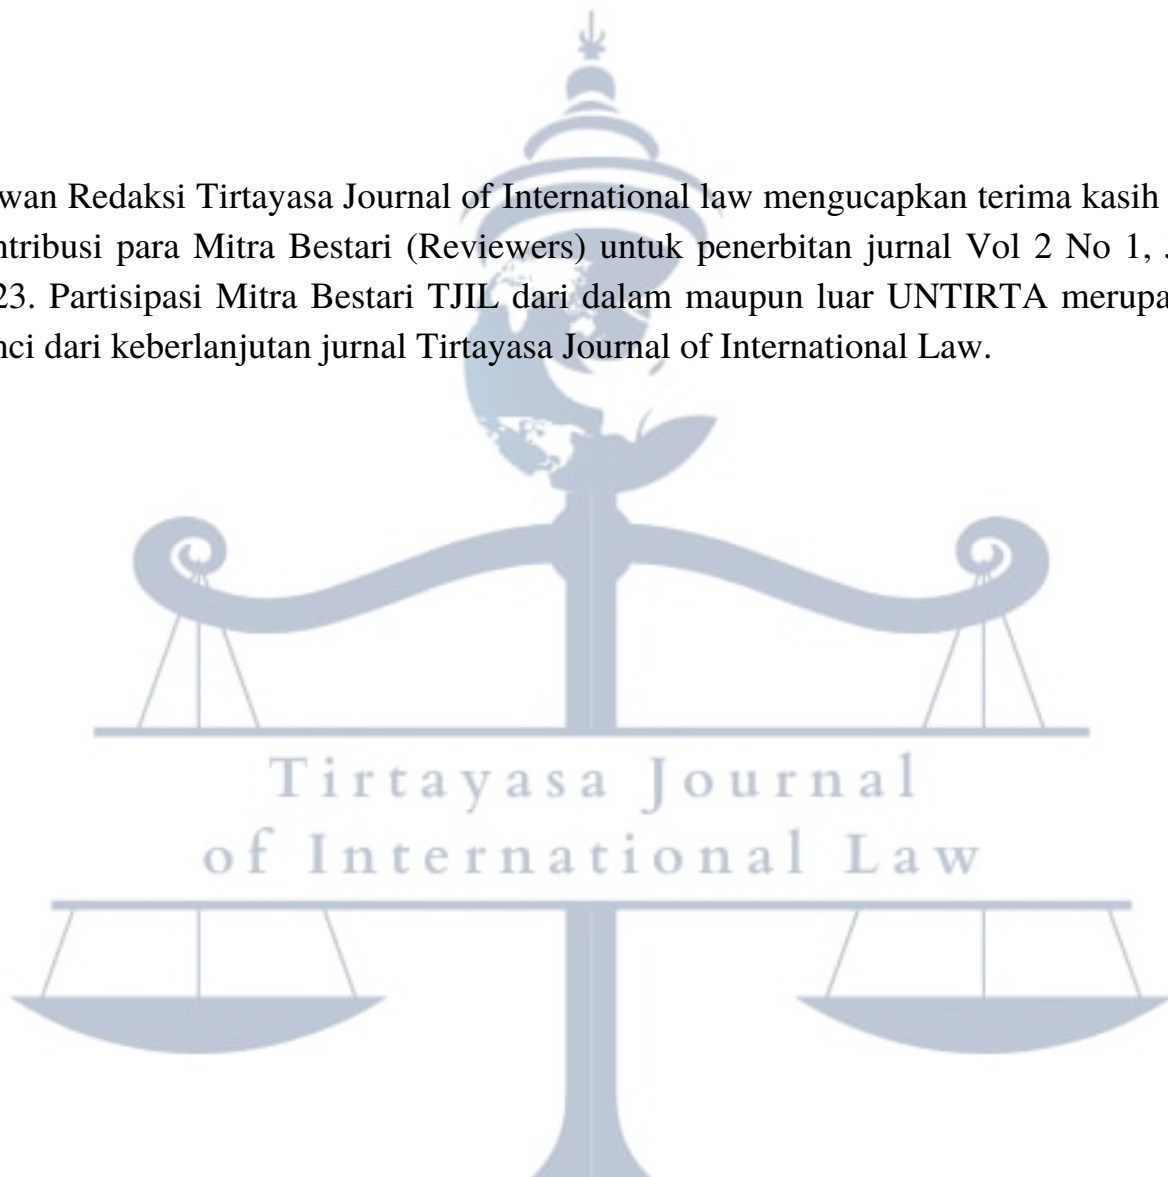 wan Redaksi Tirtayasa Journal of International law mengucapkan terima kasih
ntribusi para Mitra Bestari (Reviewers) untuk penerbitan jurnal Vol 2 No 1,
23. Partisipasi Mitra Bestari TJIL dari dalam maupun luar UNTIRTA merupa
nci dari keberlanjutan jurnal Tirtayasa Journal of International Law.
Tirtayasa Journal
of International Law